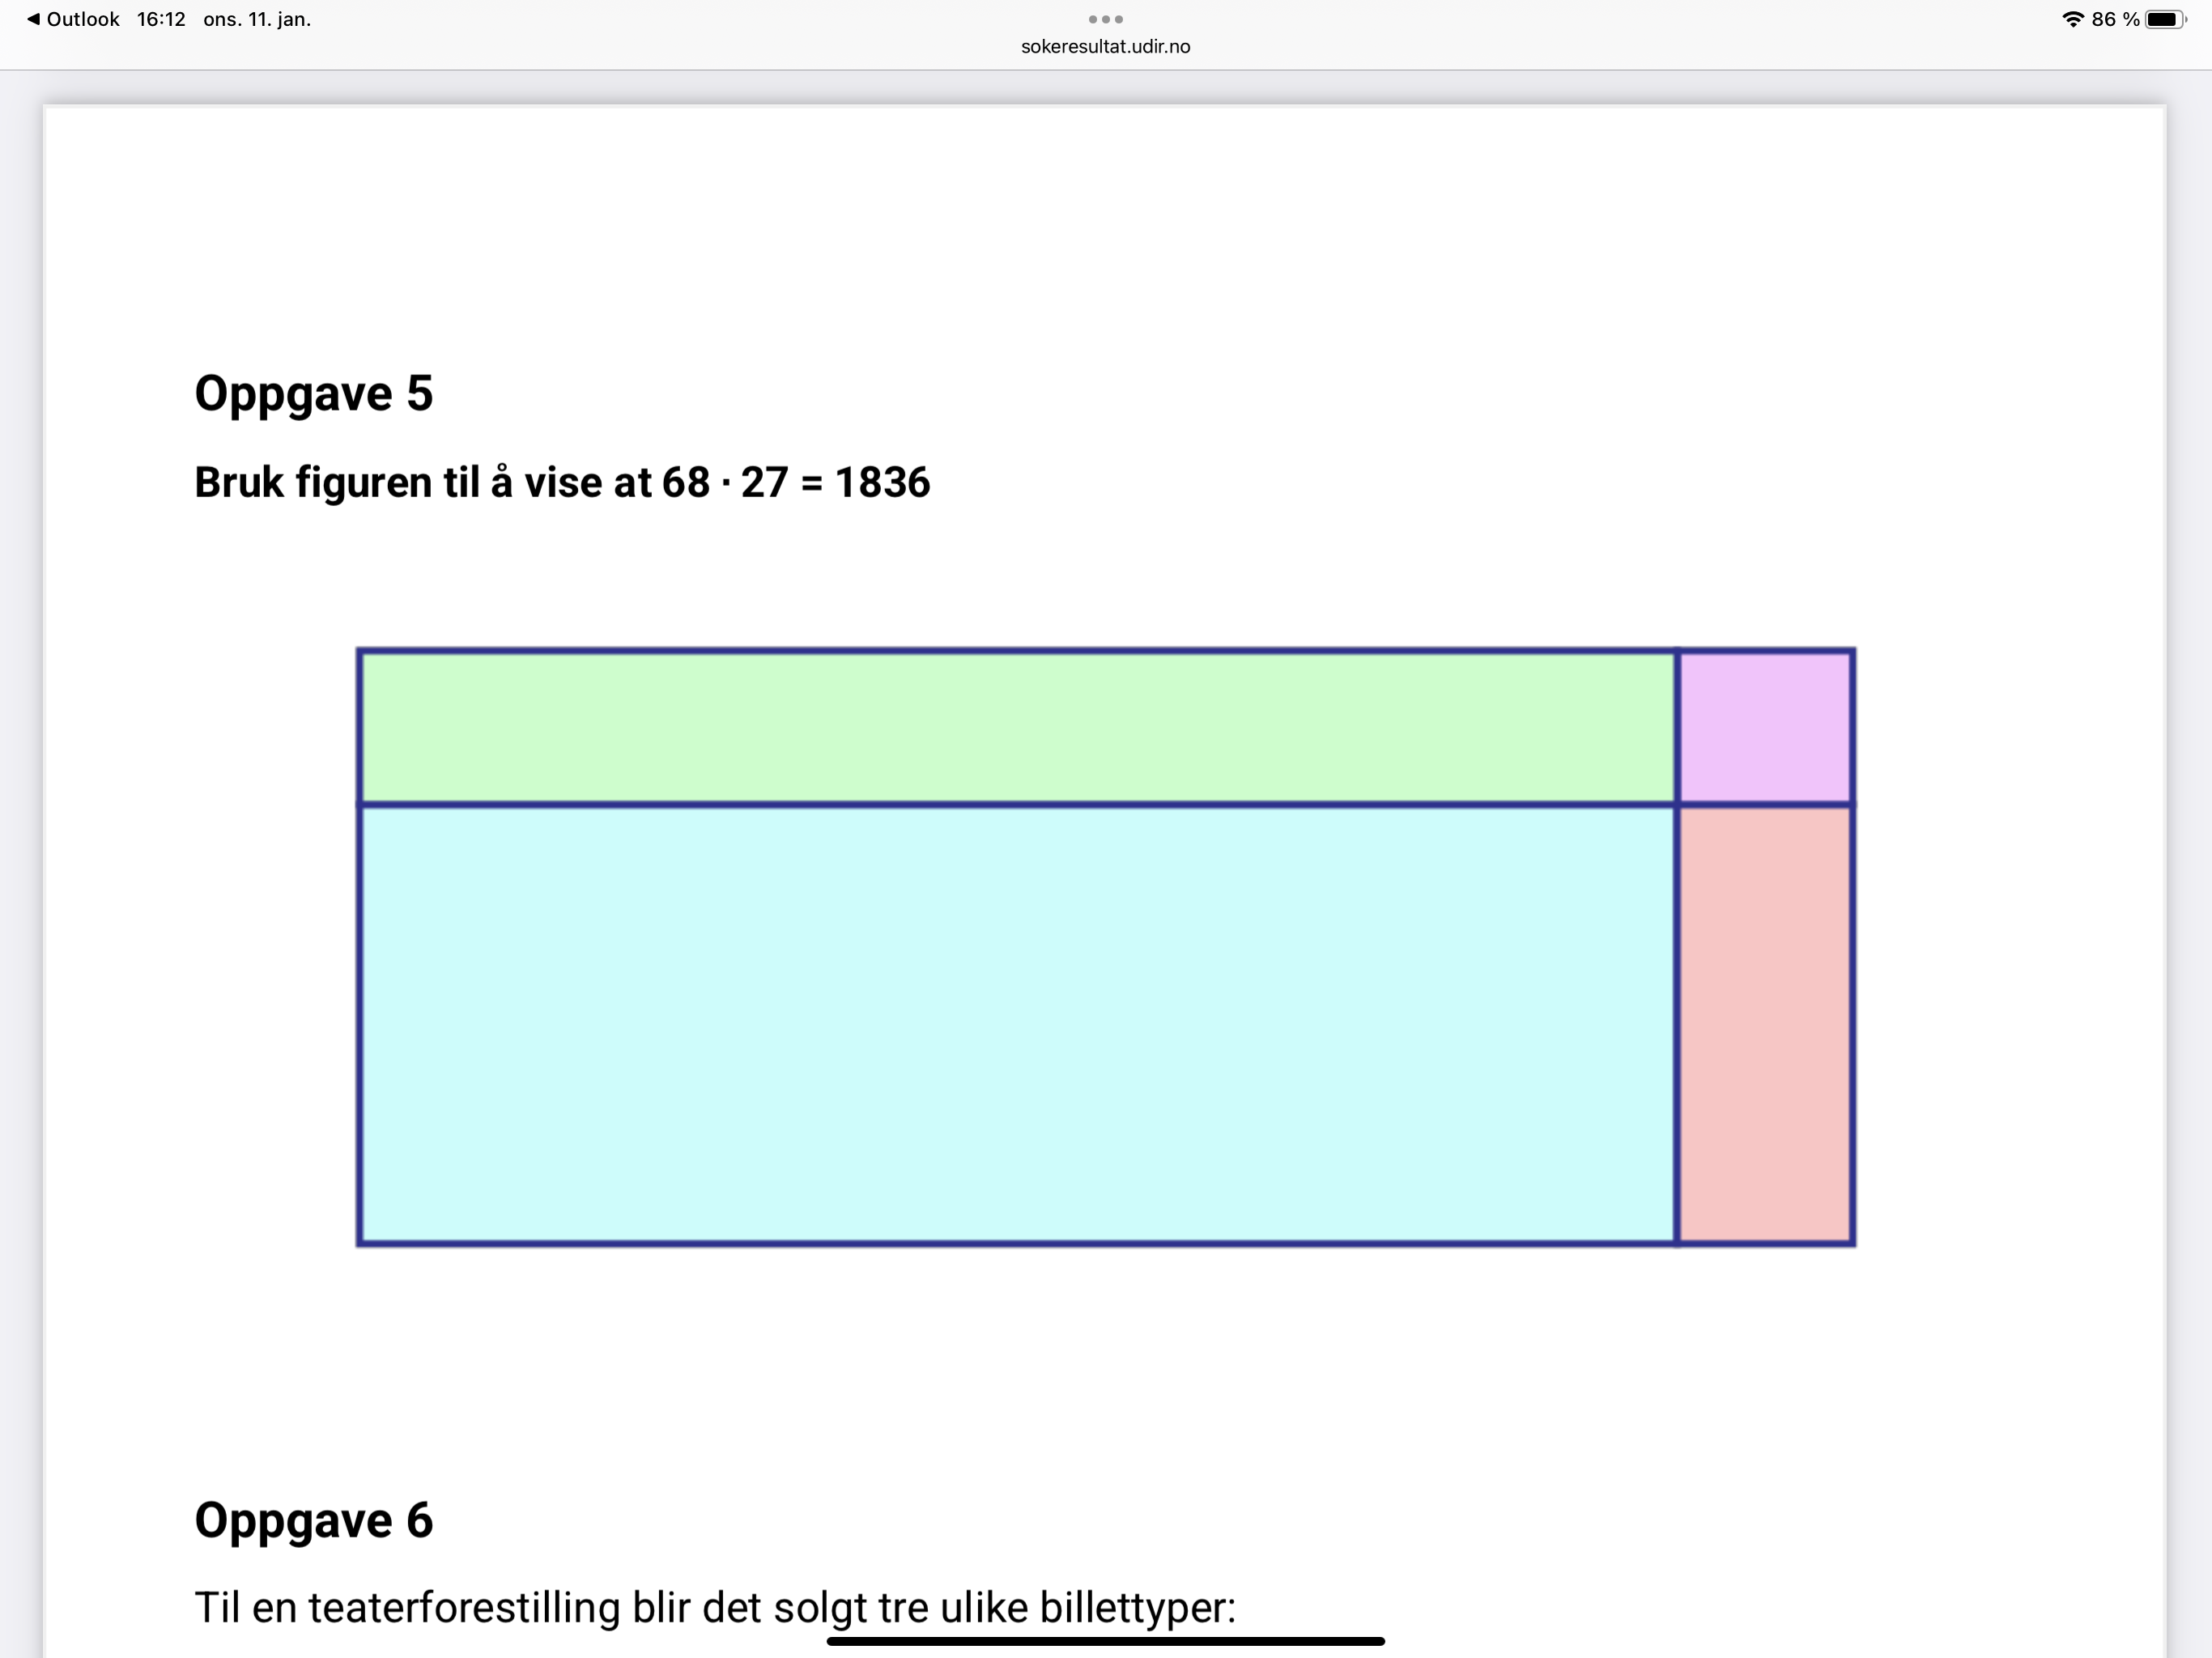 Outlook 16:12 ons. 11. jan.
86 %
sokeresultat.udir.no
Oppgave 5
Bruk figuren til å vise at 68 · 27 = 1836
Oppgave 6
Til en teaterforestilling blir det solgt tre ulike billettyper: